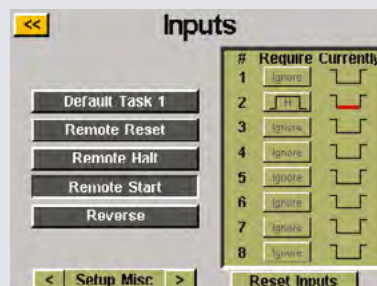 << Inputs
# Require Currently
1 Ignore
2 H
3 Ignore
4 Ignore
5 Ignore
6 Ignore
7 Ignore
8 Ignore
Default Task 1
Remote Reset
Remote Halt
Remote Start
Reverse
< Setup Misc >
Reset Inputs